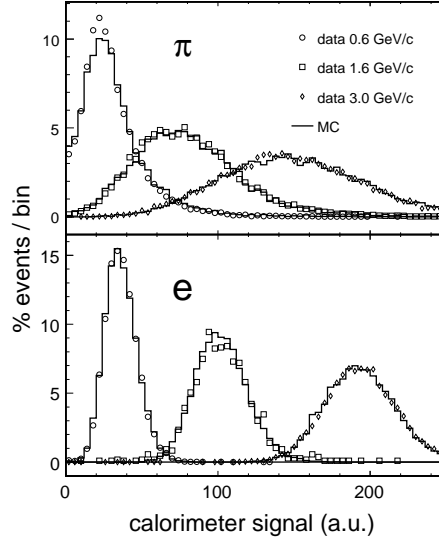 π
data 0.6 GeV/c
data 1.6 GeV/c
data 3.0 GeV/c
MC
10
5
0
% events / bin
e
15
10
5
0
0 100 200
calorimeter signal (a.u.)